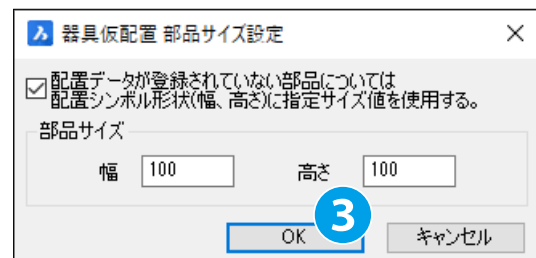 器具仮配置 部品サイズ設定
配置データが登録されていない部品については
配置シンボル形状(幅、高さ)に指定サイズ値を使用する。
部品サイズ
幅 100 高さ 100
OK 3 キャンセル